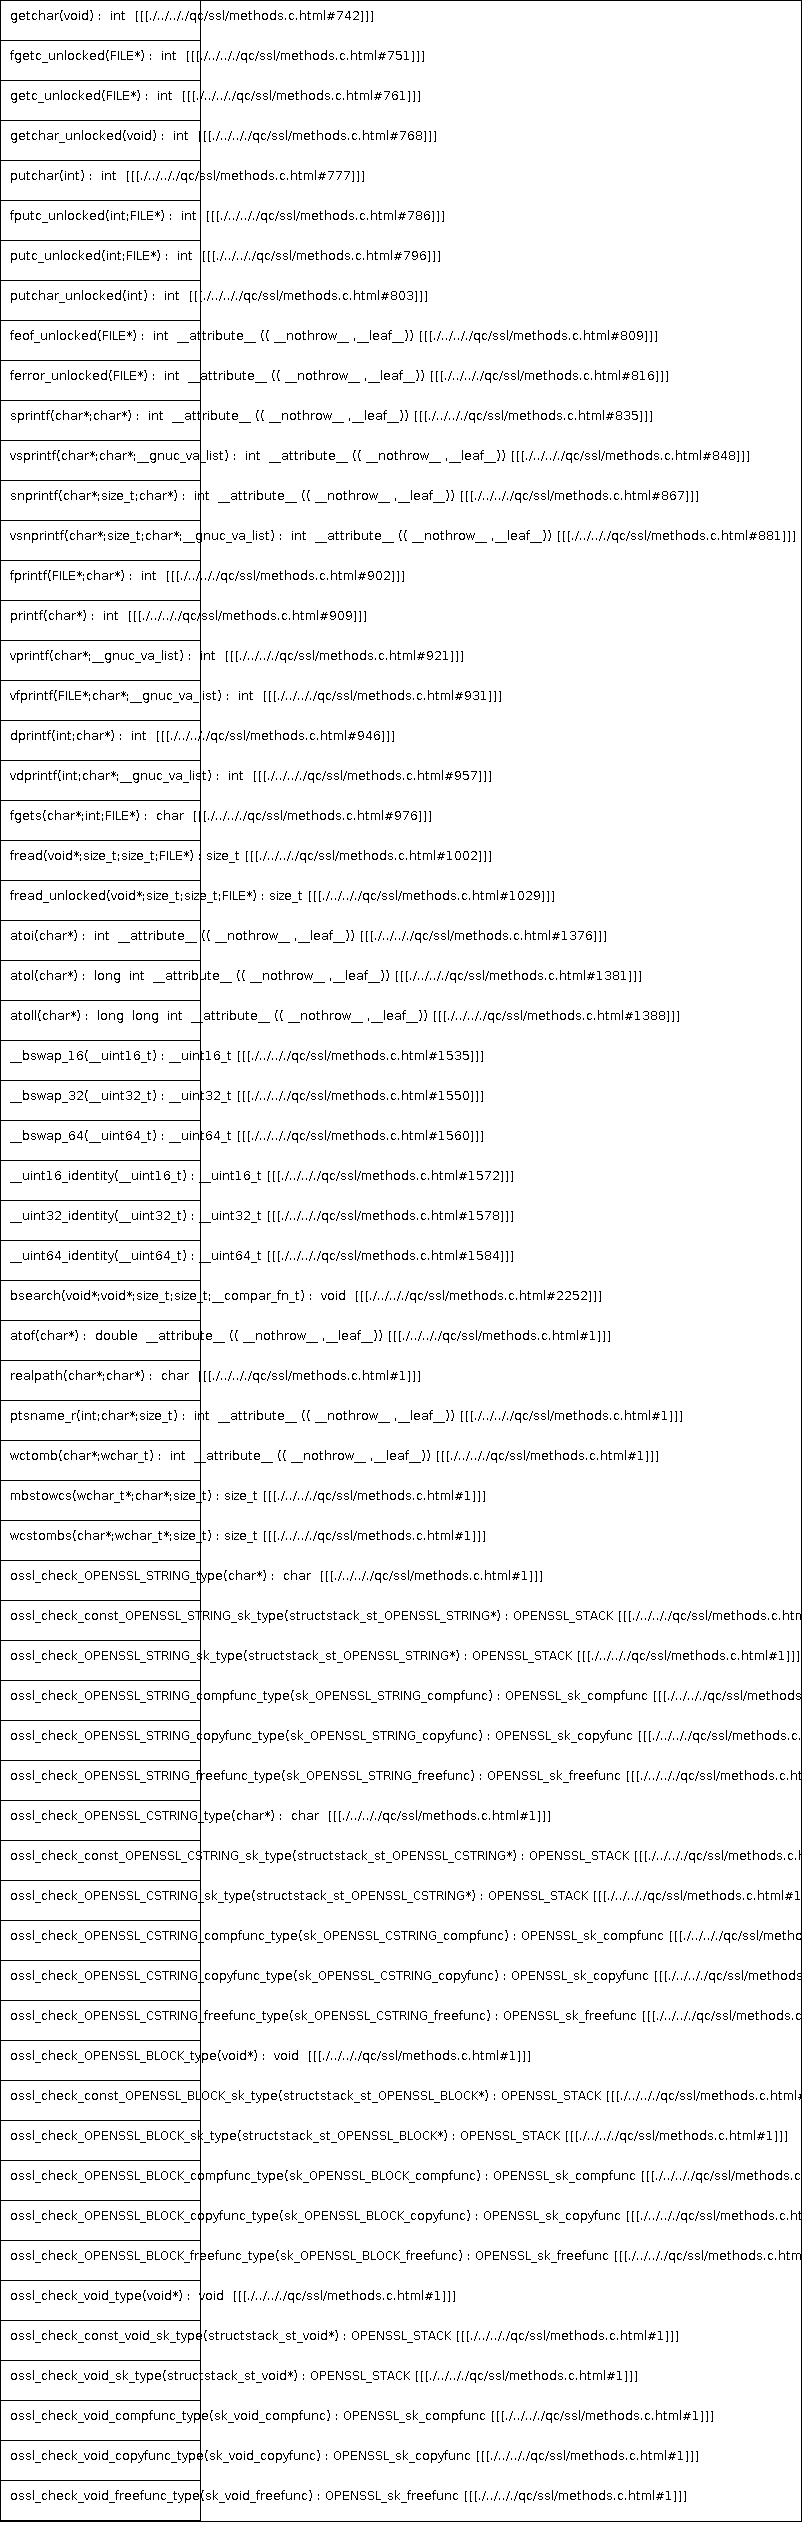 getchar(void) :  int  [[[./../../qc/ssl/methods.c.html#742]]]
fgetc_unlocked(FILE*) :  int  [[[./../../qc/ssl/methods.c.html#751]]]
getc_unlocked(FILE*) :  int  [[[./../../qc/ssl/methods.c.html#761]]]
getchar_unlocked(void) :  int  [[[./../../qc/ssl/methods.c.html#768]]]
putchar(int) :  int  [[[./../../qc/ssl/methods.c.html#777]]]
fputc_unlocked(int;FILE*) :  int  [[[./../../qc/ssl/methods.c.html#786]]]
putc_unlocked(int;FILE*) :  int  [[[./../../qc/ssl/methods.c.html#796]]]
putchar_unlocked(int) :  int  [[[./../../qc/ssl/methods.c.html#803]]]
feof_unlocked(FILE*) :  int  __attribute__ (( __nothrow__ ,__leaf__)) [[[./../../qc/ssl/methods.c.html#809]]]
ferror_unlocked(FILE*) :  int  __attribute__ (( __nothrow__ ,__leaf__)) [[[./../../qc/ssl/methods.c.html#816]]]
sprintf(char*;char*) :  int  __attribute__ (( __nothrow__ ,__leaf__)) [[[./../../qc/ssl/methods.c.html#835]]]
vsprintf(char*;char*;__gnuc_va_list) :  int  __attribute__ (( __nothrow__ ,__leaf__)) [[[./../../qc/ssl/methods.c.html#848]]]
snprintf(char*;size_t;char*) :  int  __attribute__ (( __nothrow__ ,__leaf__)) [[[./../../qc/ssl/methods.c.html#867]]]
vsnprintf(char*;size_t;char*;__gnuc_va_list) :  int  __attribute__ (( __nothrow__ ,__leaf__)) [[[./../../qc/ssl/methods.c.html#881]]]
fprintf(FILE*;char*) :  int  [[[./../../qc/ssl/methods.c.html#902]]]
printf(char*) :  int  [[[./../../qc/ssl/methods.c.html#909]]]
vprintf(char*;__gnuc_va_list) :  int  [[[./../../qc/ssl/methods.c.html#921]]]
vfprintf(FILE*;char*;__gnuc_va_list) :  int  [[[./../../qc/ssl/methods.c.html#931]]]
dprintf(int;char*) :  int  [[[./../../qc/ssl/methods.c.html#946]]]
vdprintf(int;char*;__gnuc_va_list) :  int  [[[./../../qc/ssl/methods.c.html#957]]]
fgets(char*;int;FILE*) :  char  [[[./../../qc/ssl/methods.c.html#976]]]
fread(void*;size_t;size_t;FILE*) : size_t [[[./../../qc/ssl/methods.c.html#1002]]]
fread_unlocked(void*;size_t;size_t;FILE*) : size_t [[[./../../qc/ssl/methods.c.html#1029]]]
atoi(char*) :  int  __attribute__ (( __nothrow__ ,__leaf__)) [[[./../../qc/ssl/methods.c.html#1376]]]
atol(char*) :  long  int  __attribute__ (( __nothrow__ ,__leaf__)) [[[./../../qc/ssl/methods.c.html#1381]]]
atoll(char*) :  long  long  int  __attribute__ (( __nothrow__ ,__leaf__)) [[[./../../qc/ssl/methods.c.html#1388]]]
__bswap_16(__uint16_t) : __uint16_t [[[./../../qc/ssl/methods.c.html#1535]]]
__bswap_32(__uint32_t) : __uint32_t [[[./../../qc/ssl/methods.c.html#1550]]]
__bswap_64(__uint64_t) : __uint64_t [[[./../../qc/ssl/methods.c.html#1560]]]
__uint16_identity(__uint16_t) : __uint16_t [[[./../../qc/ssl/methods.c.html#1572]]]
__uint32_identity(__uint32_t) : __uint32_t [[[./../../qc/ssl/methods.c.html#1578]]]
__uint64_identity(__uint64_t) : __uint64_t [[[./../../qc/ssl/methods.c.html#1584]]]
bsearch(void*;void*;size_t;size_t;__compar_fn_t) :  void  [[[./../../qc/ssl/methods.c.html#2252]]]
atof(char*) :  double  __attribute__ (( __nothrow__ ,__leaf__)) [[[./../../qc/ssl/methods.c.html#1]]]
realpath(char*;char*) :  char  [[[./../../qc/ssl/methods.c.html#1]]]
ptsname_r(int;char*;size_t) :  int  __attribute__ (( __nothrow__ ,__leaf__)) [[[./../../qc/ssl/methods.c.html#1]]]
wctomb(char*;wchar_t) :  int  __attribute__ (( __nothrow__ ,__leaf__)) [[[./../../qc/ssl/methods.c.html#1]]]
mbstowcs(wchar_t*;char*;size_t) : size_t [[[./../../qc/ssl/methods.c.html#1]]]
wcstombs(char*;wchar_t*;size_t) : size_t [[[./../../qc/ssl/methods.c.html#1]]]
ossl_check_OPENSSL_STRING_type(char*) :  char  [[[./../../qc/ssl/methods.c.html#1]]]
ossl_check_const_OPENSSL_STRING_sk_type(structstack_st_OPENSSL_STRING*) : OPENSSL_STACK [[[./../../qc/ssl/methods.c.htm
ossl_check_OPENSSL_STRING_sk_type(structstack_st_OPENSSL_STRING*) : OPENSSL_STACK [[[./../../qc/ssl/methods.c.html#1]]]
ossl_check_OPENSSL_STRING_compfunc_type(sk_OPENSSL_STRING_compfunc) : OPENSSL_sk_compfunc [[[./../../qc/ssl/methods
ossl_check_OPENSSL_STRING_copyfunc_type(sk_OPENSSL_STRING_copyfunc) : OPENSSL_sk_copyfunc [[[./../../qc/ssl/methods.c.
ossl_check_OPENSSL_STRING_freefunc_type(sk_OPENSSL_STRING_freefunc) : OPENSSL_sk_freefunc [[[./../../qc/ssl/methods.c.ht
ossl_check_OPENSSL_CSTRING_type(char*) :  char  [[[./../../qc/ssl/methods.c.html#1]]]
ossl_check_const_OPENSSL_CSTRING_sk_type(structstack_st_OPENSSL_CSTRING*) : OPENSSL_STACK [[[./../../qc/ssl/methods.c.h
ossl_check_OPENSSL_CSTRING_sk_type(structstack_st_OPENSSL_CSTRING*) : OPENSSL_STACK [[[./../../qc/ssl/methods.c.html#1
ossl_check_OPENSSL_CSTRING_compfunc_type(sk_OPENSSL_CSTRING_compfunc) : OPENSSL_sk_compfunc [[[./../../qc/ssl/metho
ossl_check_OPENSSL_CSTRING_copyfunc_type(sk_OPENSSL_CSTRING_copyfunc) : OPENSSL_sk_copyfunc [[[./../../qc/ssl/methods
ossl_check_OPENSSL_CSTRING_freefunc_type(sk_OPENSSL_CSTRING_freefunc) : OPENSSL_sk_freefunc [[[./../../qc/ssl/methods.c
ossl_check_OPENSSL_BLOCK_type(void*) :  void  [[[./../../qc/ssl/methods.c.html#1]]]
ossl_check_const_OPENSSL_BLOCK_sk_type(structstack_st_OPENSSL_BLOCK*) : OPENSSL_STACK [[[./../../qc/ssl/methods.c.html#
ossl_check_OPENSSL_BLOCK_sk_type(structstack_st_OPENSSL_BLOCK*) : OPENSSL_STACK [[[./../../qc/ssl/methods.c.html#1]]]
ossl_check_OPENSSL_BLOCK_compfunc_type(sk_OPENSSL_BLOCK_compfunc) : OPENSSL_sk_compfunc [[[./../../qc/ssl/methods.c
ossl_check_OPENSSL_BLOCK_copyfunc_type(sk_OPENSSL_BLOCK_copyfunc) : OPENSSL_sk_copyfunc [[[./../../qc/ssl/methods.c.ht
ossl_check_OPENSSL_BLOCK_freefunc_type(sk_OPENSSL_BLOCK_freefunc) : OPENSSL_sk_freefunc [[[./../../qc/ssl/methods.c.htm
ossl_check_void_type(void*) :  void  [[[./../../qc/ssl/methods.c.html#1]]]
ossl_check_const_void_sk_type(structstack_st_void*) : OPENSSL_STACK [[[./../../qc/ssl/methods.c.html#1]]]
ossl_check_void_sk_type(structstack_st_void*) : OPENSSL_STACK [[[./../../qc/ssl/methods.c.html#1]]]
ossl_check_void_compfunc_type(sk_void_compfunc) : OPENSSL_sk_compfunc [[[./../../qc/ssl/methods.c.html#1]]]
ossl_check_void_copyfunc_type(sk_void_copyfunc) : OPENSSL_sk_copyfunc [[[./../../qc/ssl/methods.c.html#1]]]
ossl_check_void_freefunc_type(sk_void_freefunc) : OPENSSL_sk_freefunc [[[./../../qc/ssl/methods.c.html#1]]]